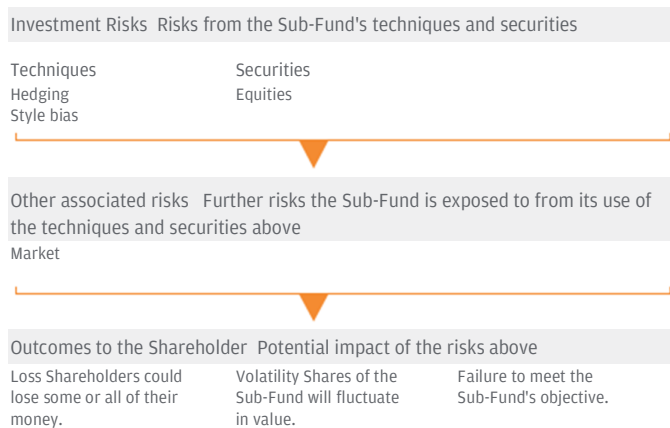 Investment Risks Risks from the Sub-Fund's techniques and securities
Techniques
Hedging
Style bias
Securities
Equities
Other associated risks Further risks the Sub-Fund is exposed to from its use of
the techniques and securities above
Market
Outcomes to the Shareholder Potential impact of the risks above
Loss Shareholders could
lose some or all of their
money.
Volatility Shares of the
Sub-Fund will fluctuate
in value.
Failure to meet the
Sub-Fund's objective.